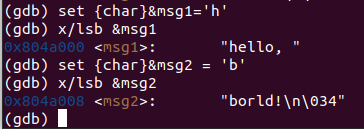 (gdb) set {char}&msg1='h'
(gdb) x/lsb &msg1
0x804a000 <msg1>:        "hello, "
(gdb) set {char}&msg2 = 'b'
(gdb) x/lsb &msg2
0x804a008 <msg2>:        "borld!\n\034"
(gdb)